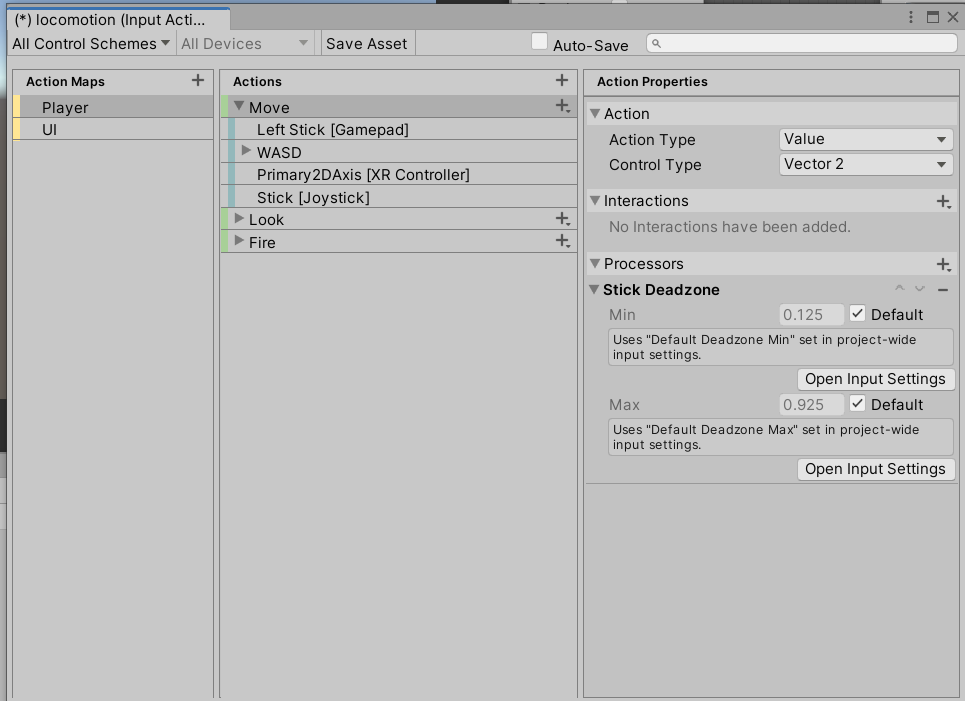 (*) locomotion (Input Acti...
All Control Schemes All Devices Save Asset Auto-Save
Action Maps
Player
UI
Actions
Move
Left Stick [Gamepad]
WASD
Primary2DAxis [XR Controller]
Stick [Joystick]
Look
Fire
Action Properties
Action
Action Type Value
Control Type Vector 2
Interactions
No Interactions have been added.
Processors
Stick Deadzone
Min 0.125 Default
Uses "Default Deadzone Min" set in project-wide
input settings.
Open Input Settings
Max 0.925 Default
Uses "Default Deadzone Max" set in project-wide
input settings.
Open Input Settings